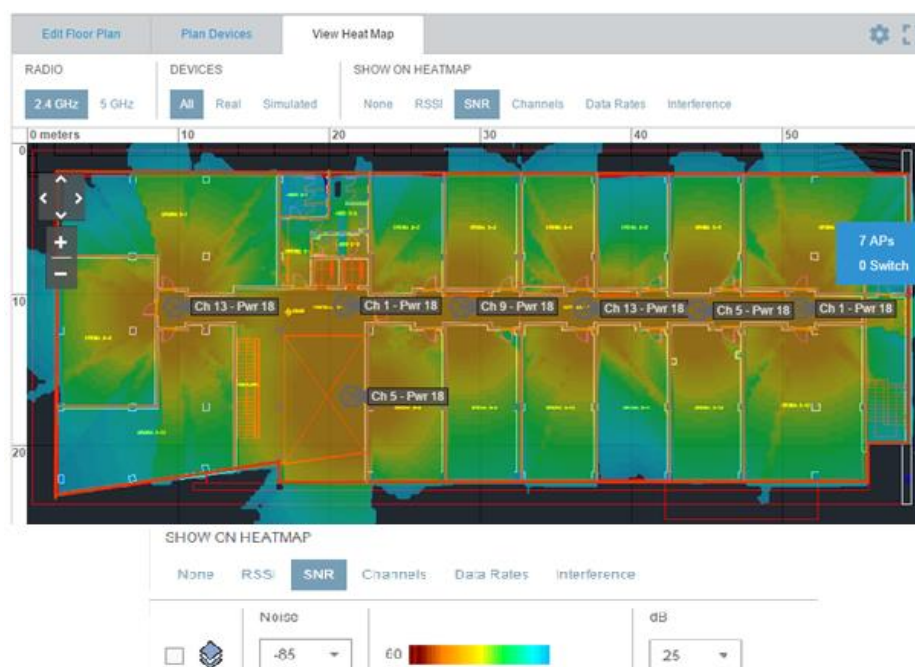 Edit Floor Plan Plan Devices View Heat Map
RADIO DEVICES SHOW ON HEATMAP
2.4 GHz 5 GHz All Real Simulated None RSSI SNR Channels Data Rates Interference
0 meters 10 20 30 40 50
0
7 APs
0 Switch
10
Ch 13 - Pwr 18 Ch 1 - Pwr 18 Ch 9 - Pwr 18 Ch 13 - Pwr 18 Ch 5 - Pwr 18 Ch 1 - Pwr 18
Ch 5 - Pwr 18
20
SHOW ON HEATMAP
None RSSI SNR Channels Data Rates Interference
Noise dB
-85 60 25